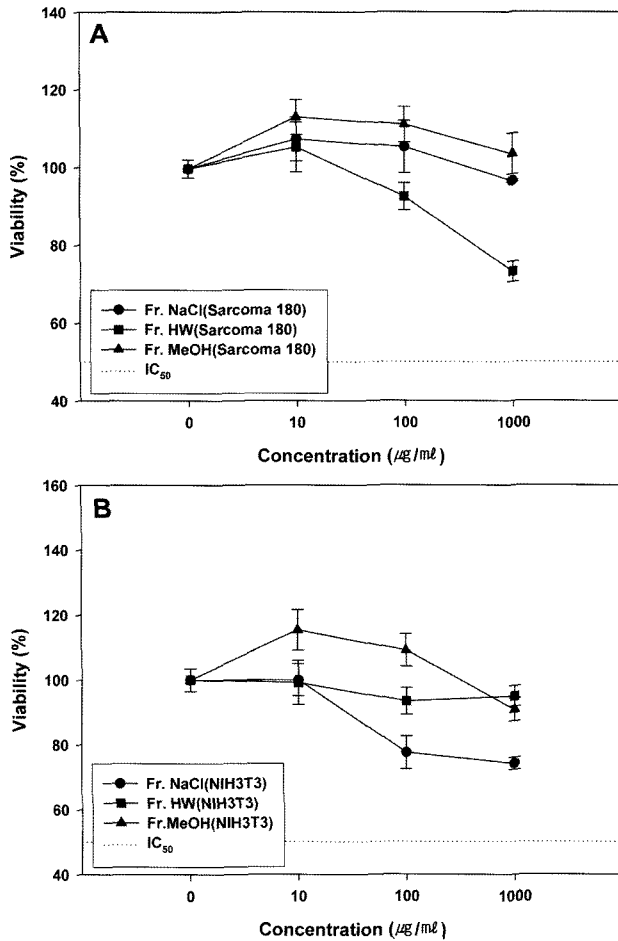 A
140
120
100
80
60
40
Viability (%)
Fr. NaCl(Sarcoma 180)
Fr. HW(Sarcoma 180)
Fr. MeOH(Sarcoma 180)
IC50
0 10 100 1000
Concentration (㎍/㎖)
B
160
140
120
100
80
60
40
Viability (%)
Fr. NaCl(NIH3T3)
Fr. HW(NIH3T3)
Fr.MeOH(NIH3T3)
IC50
0 10 100 1000
Concentration (㎍/㎖)